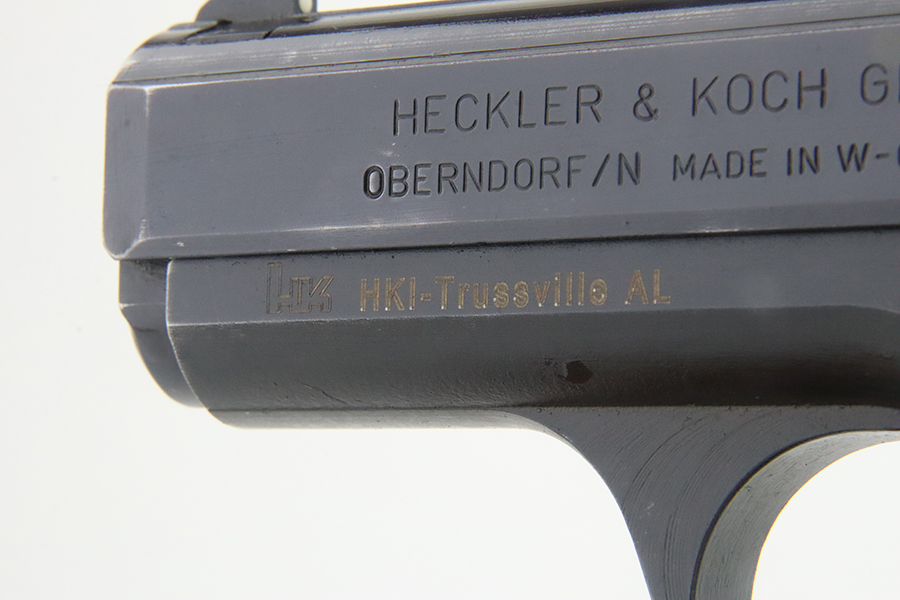 HECKLER & KOCH G
OBERNDORF/N MADE IN W-
HK HKI-Trussville AL